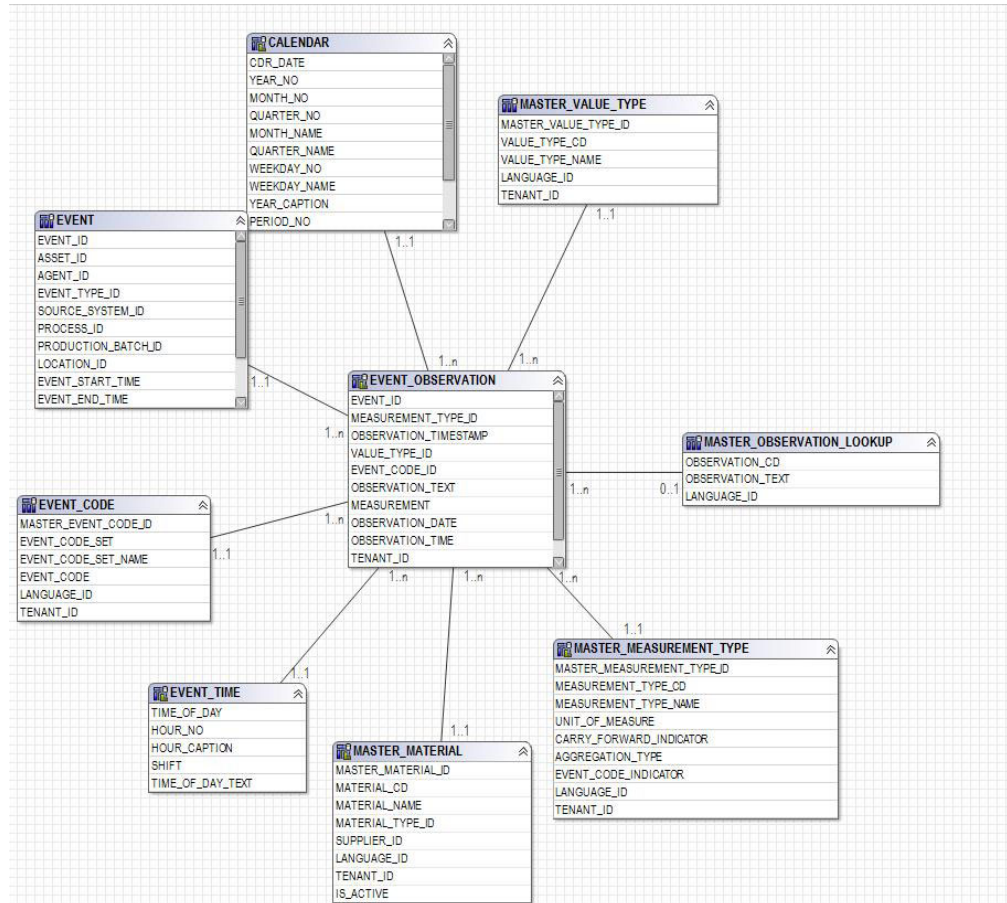 CALENDAR
CDR_DATE
YEAR_NO
MONTH_NO
QUARTER_NO
MONTH_NAME
QUARTER_NAME
WEEKDAY_NO
WEEKDAY_NAME
YEAR_CAPTION
PERIOD_NO
1..1
1..n
MASTER_VALUE_TYPE
MASTER_VALUE_TYPE_ID
VALUE_TYPE_CD
VALUE_TYPE_NAME
LANGUAGE_ID
TENANT_ID
1..1
1..n
EVENT
EVENT_ID
ASSET_ID
AGENT_ID
EVENT_TYPE_ID
SOURCE_SYSTEM_ID
PROCESS_ID
PRODUCTION_BATCH_ID
LOCATION_ID
EVENT_START_TIME
EVENT_END_TIME
1..1
1..n
EVENT_OBSERVATION
EVENT_ID
MEASUREMENT_TYPE_ID
OBSERVATION_TIMESTAMP
VALUE_TYPE_ID
EVENT_CODE_ID
OBSERVATION_TEXT
MEASUREMENT
OBSERVATION_DATE
OBSERVATION_TIME
TENANT_ID
1..n
0..1
MASTER_OBSERVATION_LOOKUP
OBSERVATION_CD
OBSERVATION_TEXT
LANGUAGE_ID
EVENT_CODE
MASTER_EVENT_CODE_ID
EVENT_CODE_SET
EVENT_CODE_SET_NAME
EVENT_CODE
LANGUAGE_ID
TENANT_ID
1..1
1..n
1..n
1..n
1..n
EVENT_TIME
TIME_OF_DAY
HOUR_NO
HOUR_CAPTION
SHIFT
TIME_OF_DAY_TEXT
1..1
MASTER_MATERIAL
MASTER_MATERIAL_ID
MATERIAL_CD
MATERIAL_NAME
MATERIAL_TYPE_ID
SUPPLIER_ID
LANGUAGE_ID
TENANT_ID
IS_ACTIVE
1..1
MASTER_MEASUREMENT_TYPE
MASTER_MEASUREMENT_TYPE_ID
MEASUREMENT_TYPE_CD
MEASUREMENT_TYPE_NAME
UNIT_OF_MEASURE
CARRY_FORWARD_INDICATOR
AGGREGATION_TYPE
EVENT_CODE_INDICATOR
LANGUAGE_ID
TENANT_ID
1..1